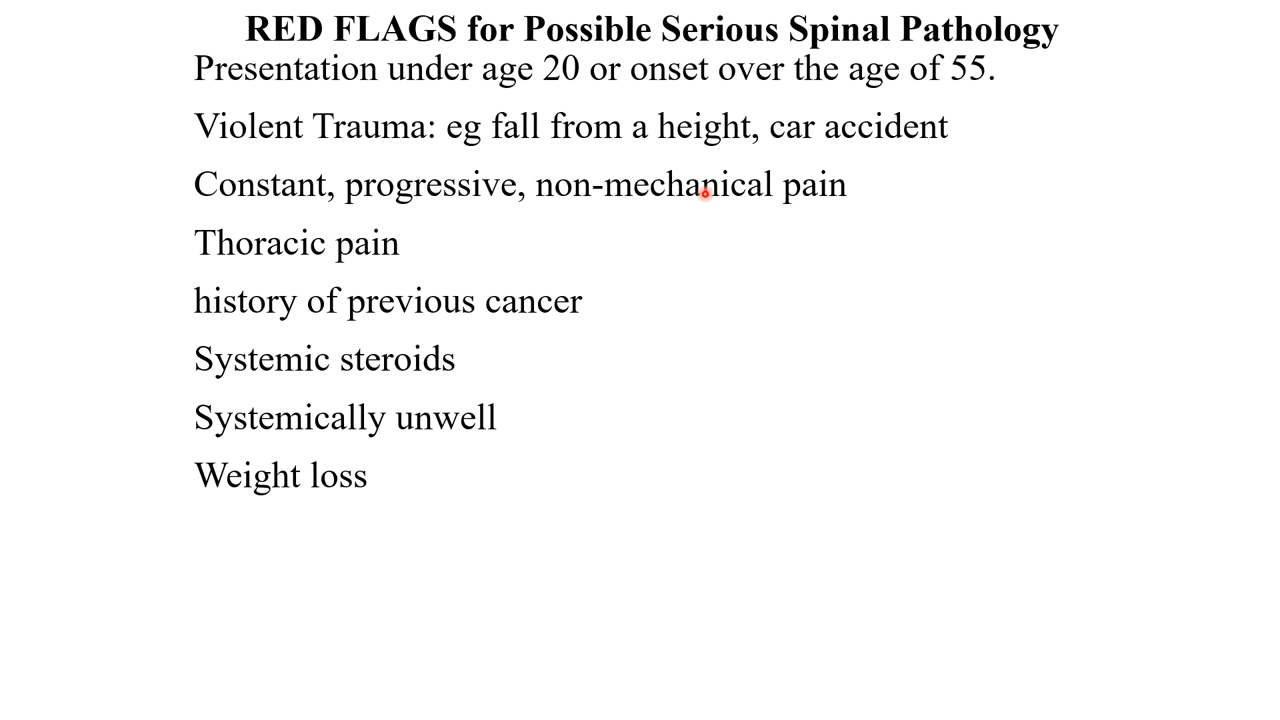 RED FLAGS for Possible Serious Spinal Pathology
Presentation under age 20 or onset over the age of 55.
Violent Trauma: eg fall from a height, car accident
Constant, progressive, non-mechanical pain
Thoracic pain
history of previous cancer
Systemic steroids
Systemically unwell
Weight loss